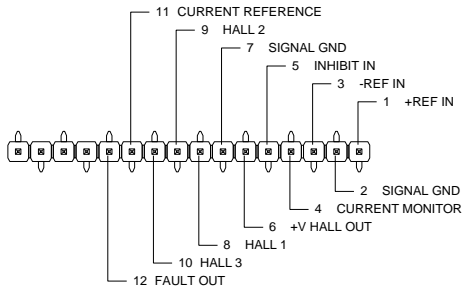 11 CURRENT REFERENCE
9 HALL 2
7 SIGNAL GND
5 INHIBIT IN
3 -REF IN
1 +REF IN
2 SIGNAL GND
4 CURRENT MONITOR
6 +V HALL OUT
8 HALL 1
10 HALL 3
12 FAULT OUT